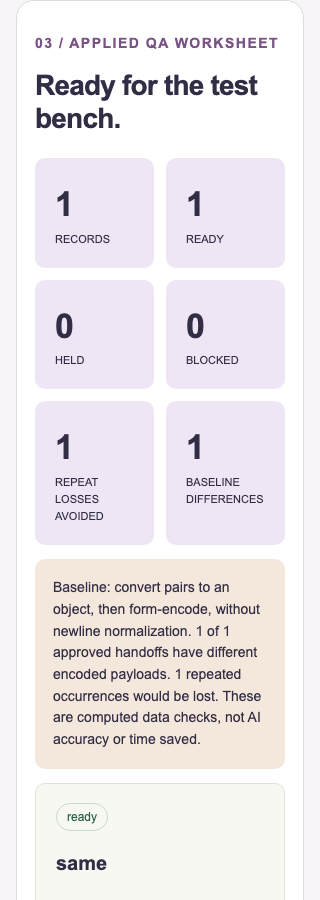 03 / APPLIED QA WORKSHEET
Ready for the test
bench.
1
RECORDS
1
READY
0
HELD
0
BLOCKED
1
REPEAT
LOSSES
AVOIDED
1
BASELINE
DIFFERENCES
Baseline: convert pairs to an
object, then form-encode, without
newline normalization. 1 of 1
approved handoffs have different
encoded payloads. 1 repeated
occurrences would be lost. These
are computed data checks, not AI
accuracy or time saved.
ready
same